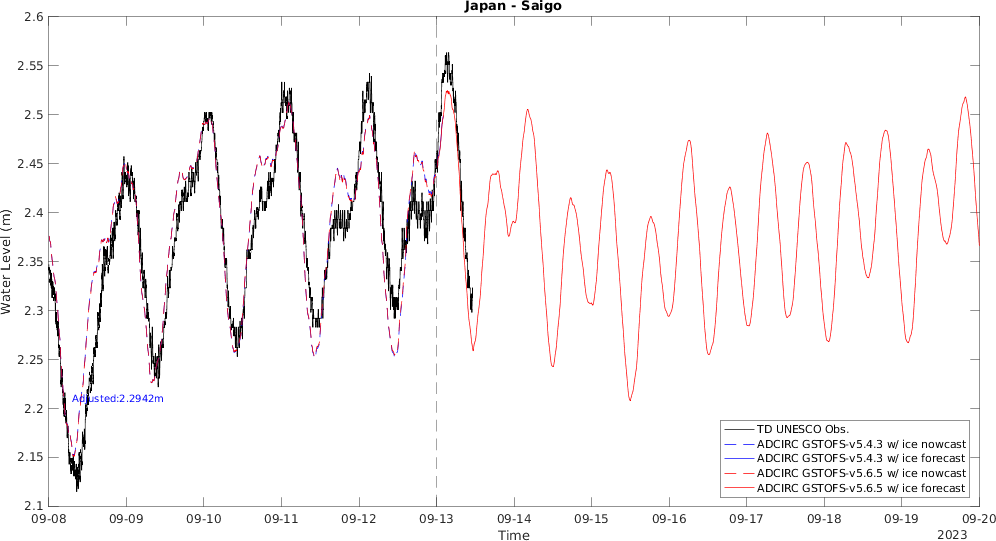 Japan - Saigo
2.6
2.55
2.5
2.45
2.4
2.35
2.3
2.25
2.2
2.15
2.1
Water Level (m)
Adjusted:2.2942m
TD UNESCO Obs.
ADCIRC GSTOFS-v5.4.3 w/ ice nowcast
ADCIRC GSTOFS-v5.4.3 w/ ice forecast
ADCIRC GSTOFS-v5.6.5 w/ ice nowcast
ADCIRC GSTOFS-v5.6.5 w/ ice forecast
09-08 09-09 09-10 09-11 09-12 09-13 09-14 09-15 09-16 09-17 09-18 09-19 09-20
Time
2023